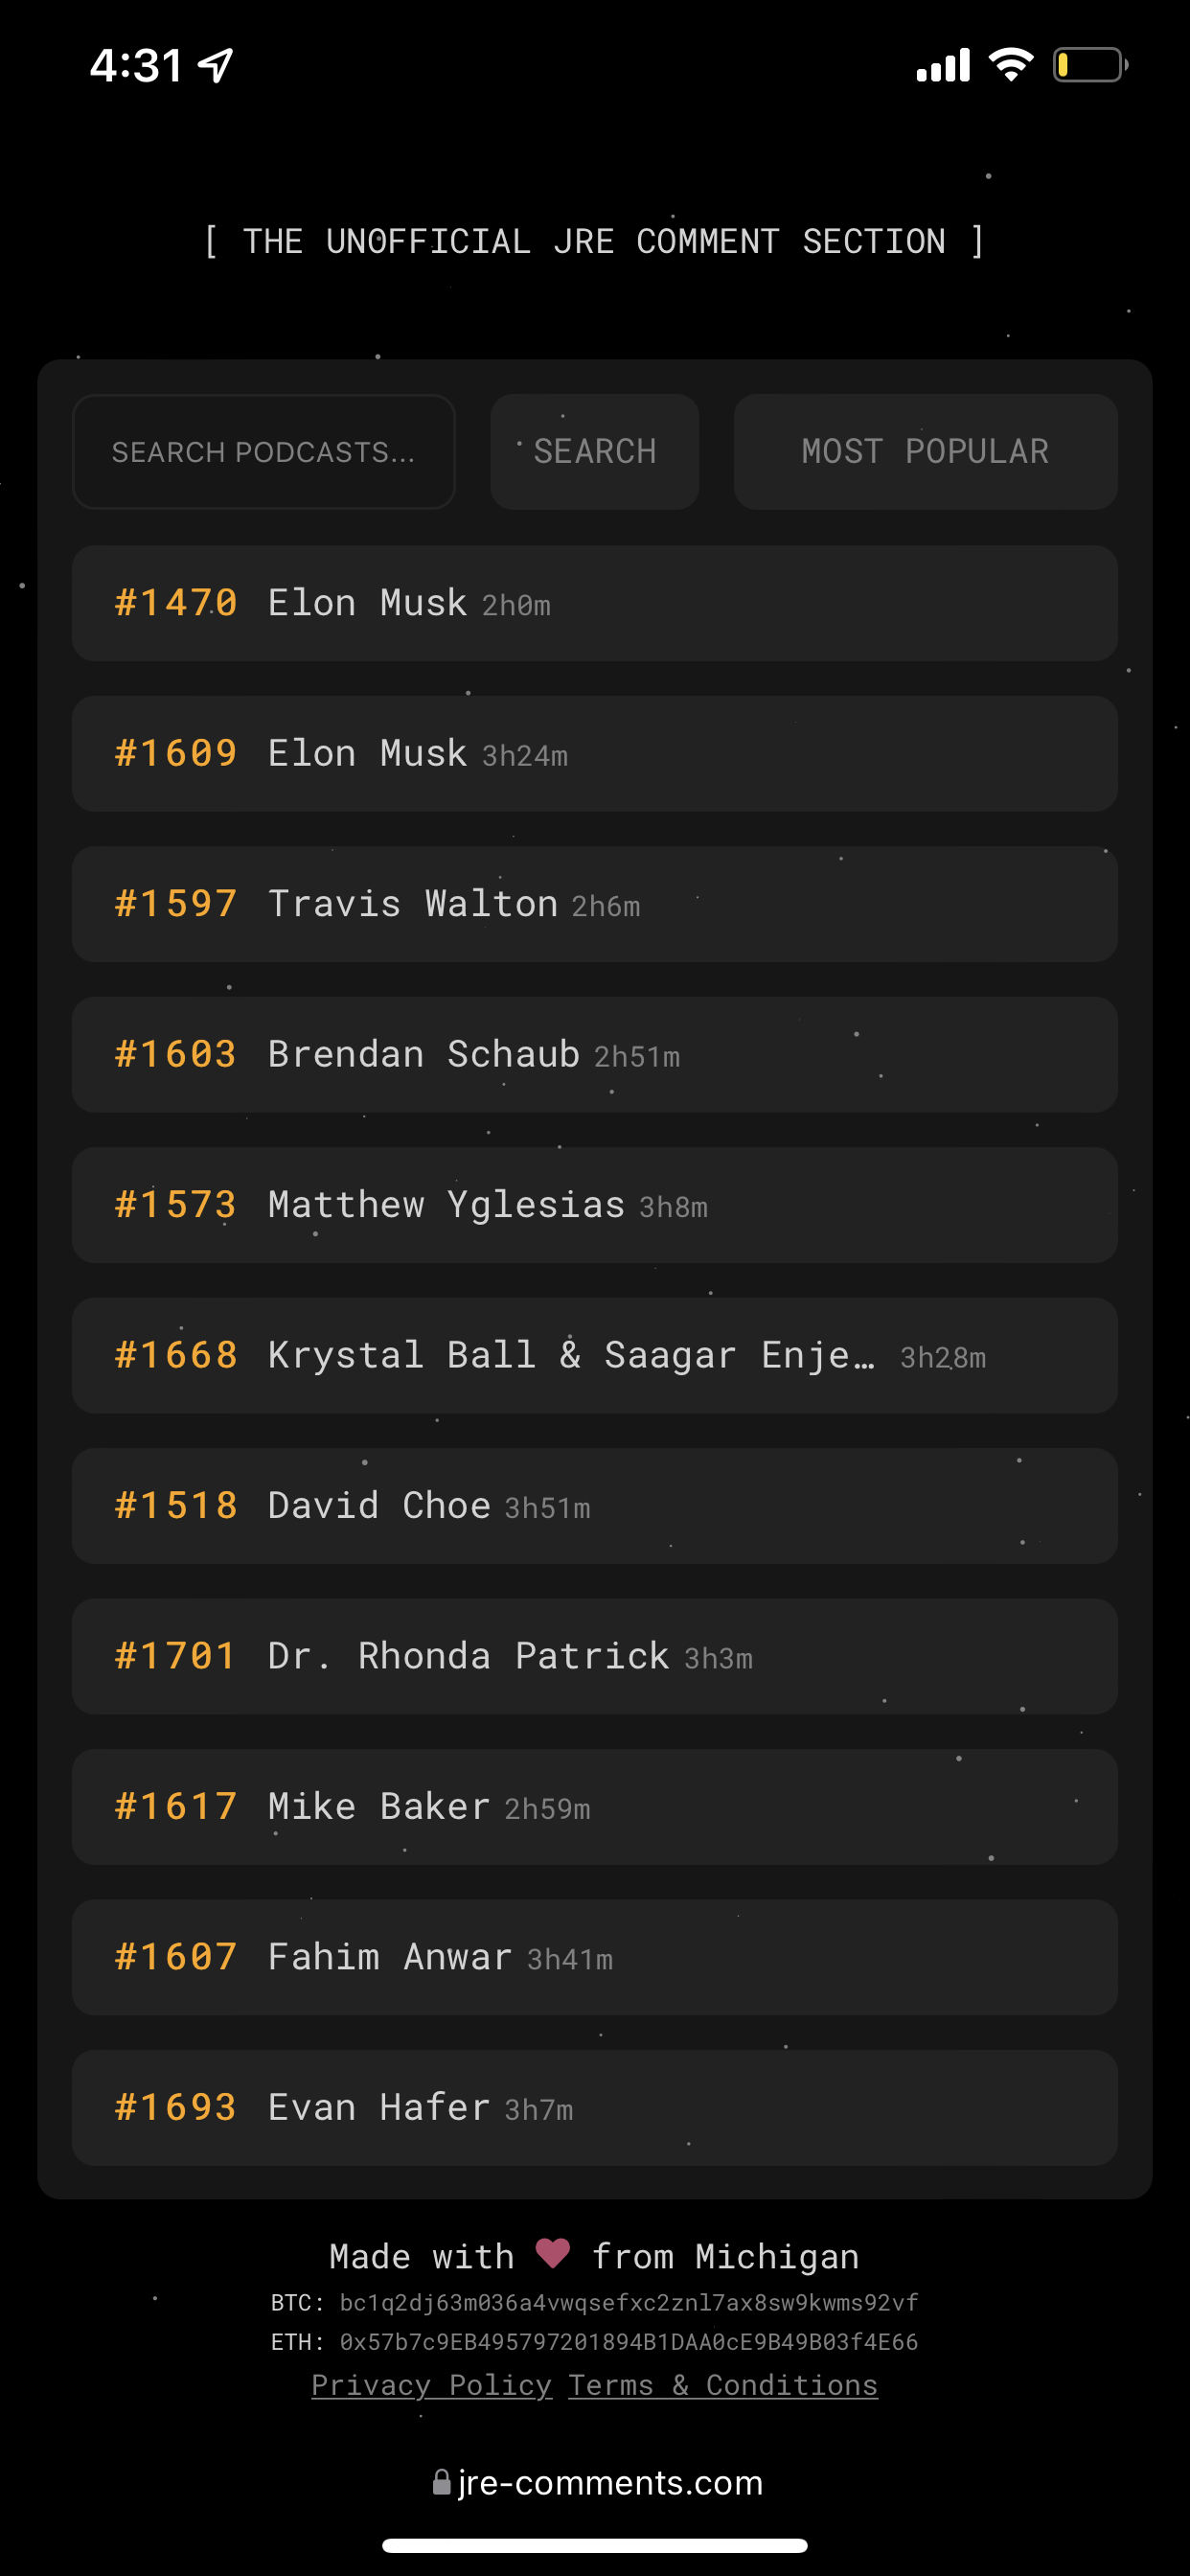 4:31
[ THE UNOFFICIAL JRE COMMENT SECTION ]
SEARCH PODCASTS... SEARCH MOST POPULAR
#1470 Elon Musk 2h0m
#1609 Elon Musk 3h24m
#1597 Travis Walton 2h6m
#1603 Brendan Schaub 2h51m
#1573 Matthew Yglesias 3h8m
#1668 Krystal Ball & Saagar Enje… 3h28m
#1518 David Choe 3h51m
#1701 Dr. Rhonda Patrick 3h3m
#1617 Mike Baker 2h59m
#1607 Fahim Anwar 3h41m
#1693 Evan Hafer 3h7m
Made with ♥ from Michigan
BTC: bc1q2dj63m036a4vwqsefxc2znl7ax8sw9kwms92vf
ETH: 0x57b7c9EB495797201894B1DAA0cE9B49B03f4E66
Privacy Policy Terms & Conditions
jre-comments.com